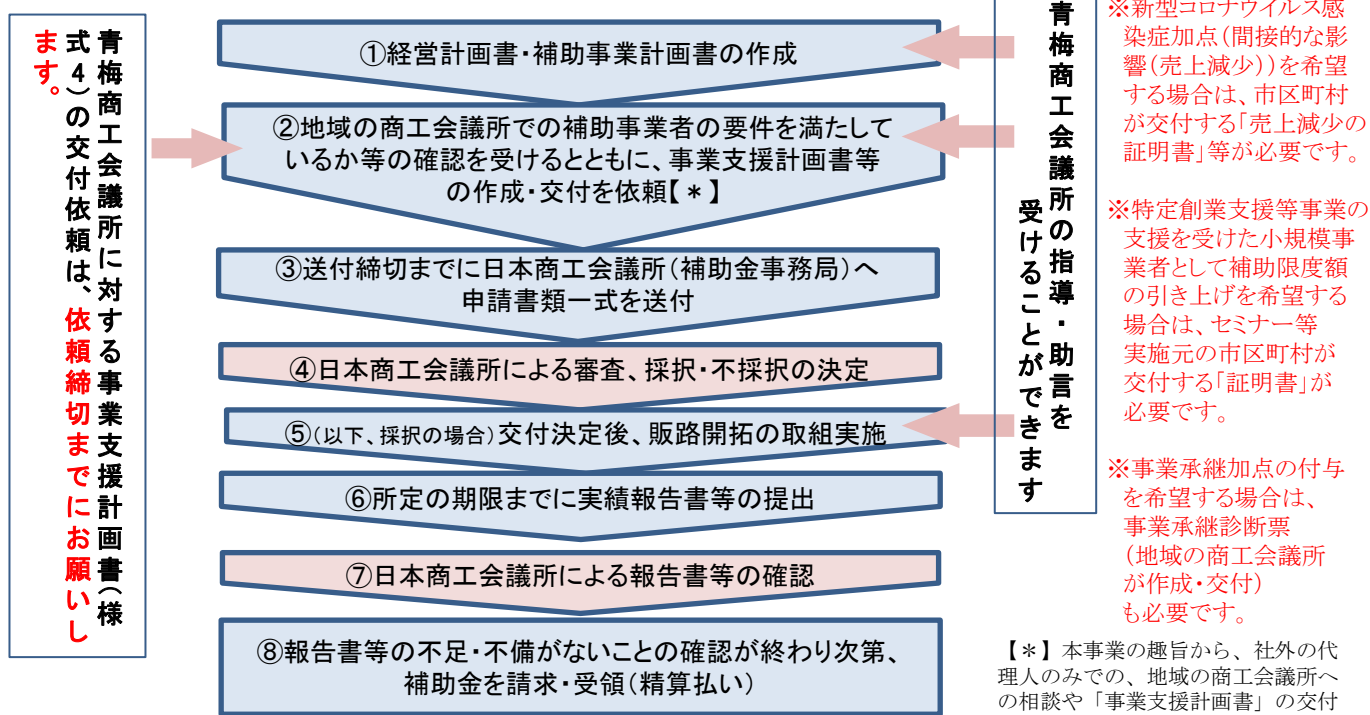 青梅商工会議所に対する事業支援計画書(様
式4)の交付依頼は、依頼締切までにお願いし
ます。
①経営計画書・補助事業計画書の作成
②地域の商工会議所での補助事業者の要件を満たして
いるか等の確認を受けるとともに、事業支援計画書等
の作成・交付を依頼【＊】
③送付締切までに日本商工会議所(補助金事務局)へ
申請書類一式を送付
④日本商工会議所による審査、採択・不採択の決定
⑤(以下、採択の場合)交付決定後、販路開拓の取組実施
⑥所定の期限までに実績報告書等の提出
⑦日本商工会議所による報告書等の確認
⑧報告書等の不足・不備がないことの確認が終わり次第、
補助金を請求・受領(精算払い)
青梅商工会議所の指導・助言を
受けることができます
※新型コロナウイルス感
染症加点(間接的な影
響(売上減少))を希望
する場合は、市区町村
が交付する「売上減少の
証明書」等が必要です。
※特定創業支援等事業の
支援を受けた小規模事
業者として補助限度額
の引き上げを希望する
場合は、セミナー等
実施元の市区町村が
交付する「証明書」が
必要です。
※事業承継加点の付与
を希望する場合は、
事業承継診断票
(地域の商工会議所
が作成・交付)
も必要です。
【＊】本事業の趣旨から、社外の代
理人のみでの、地域の商工会議所へ
の相談や「事業支援計画書」の交付